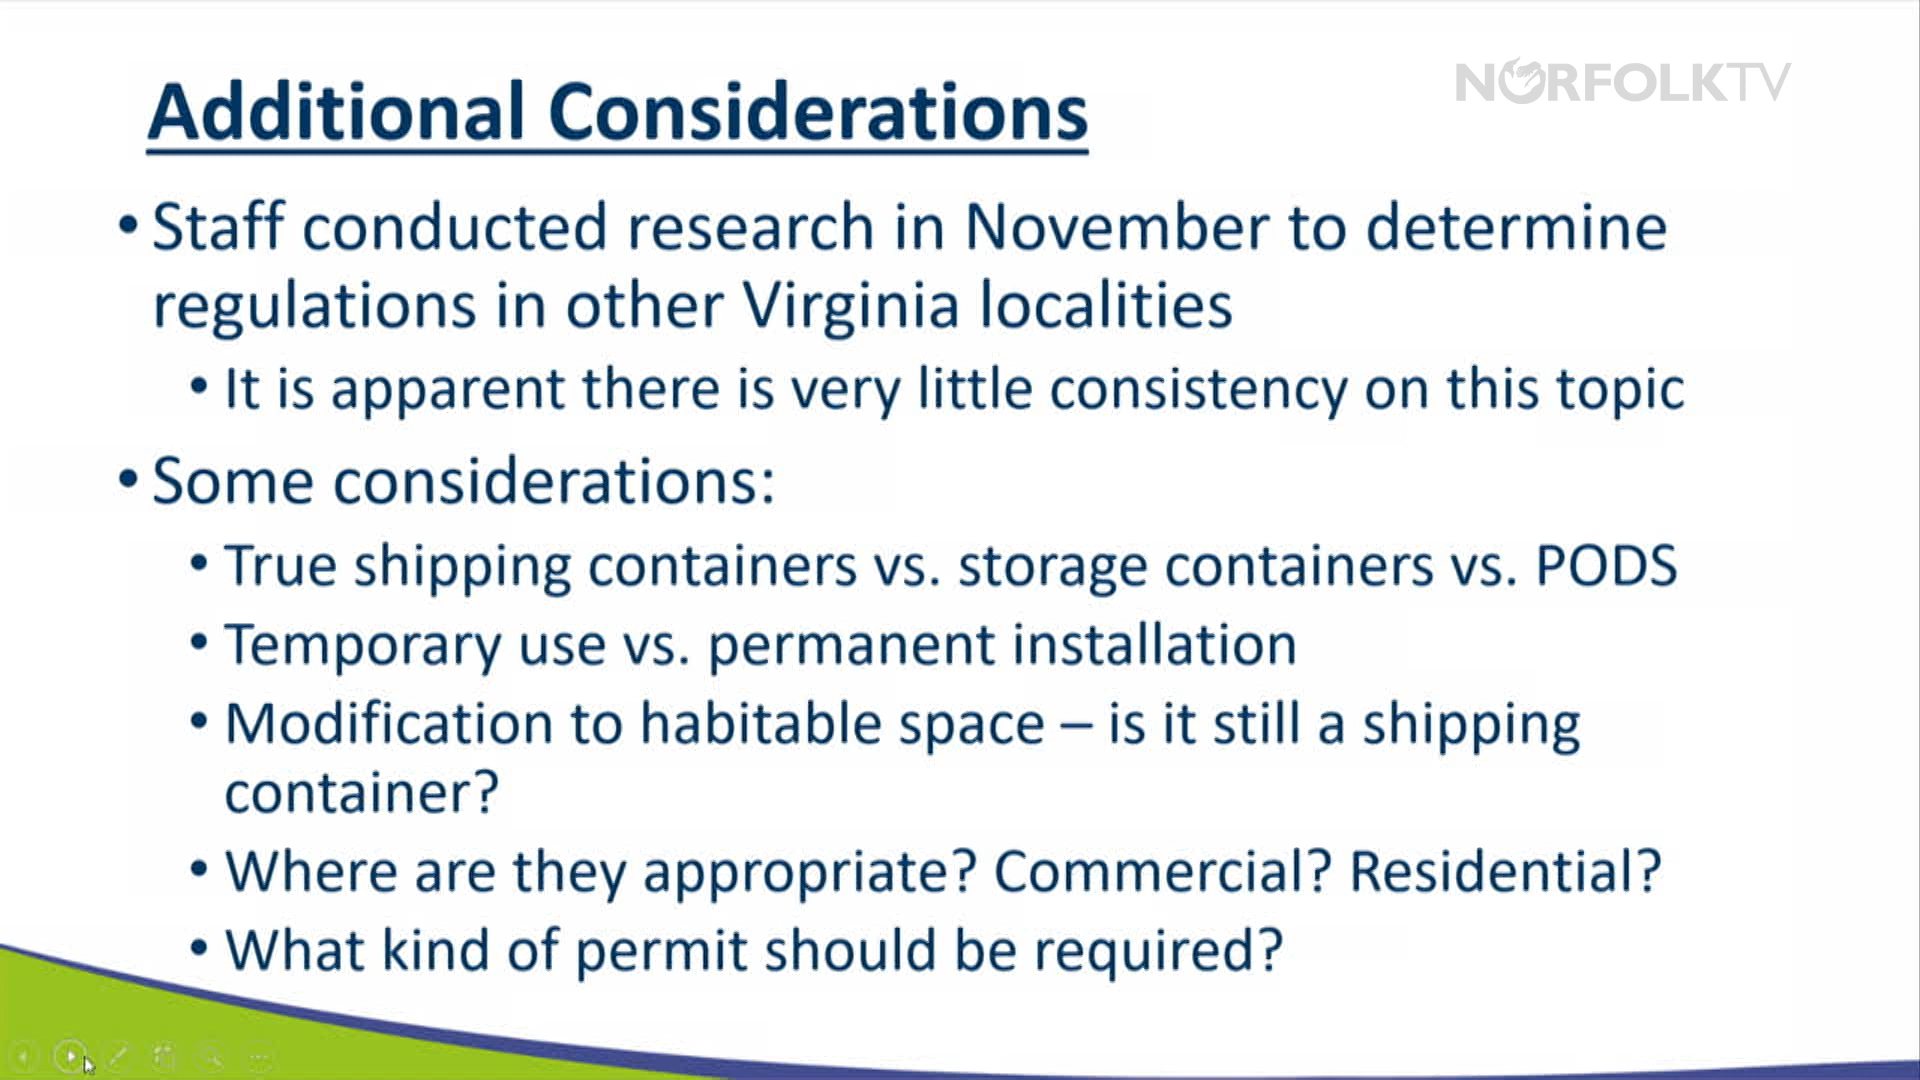 NORFOLKTV
Additional Considerations
• Staff conducted research in November to determine
regulations in other Virginia localities
• It is apparent there is very little consistency on this topic
• Some considerations:
• True shipping containers vs. storage containers vs. PODS
• Temporary use vs. permanent installation
• Modification to habitable space – is it still a shipping
container?
• Where are they appropriate? Commercial? Residential?
• What kind of permit should be required?